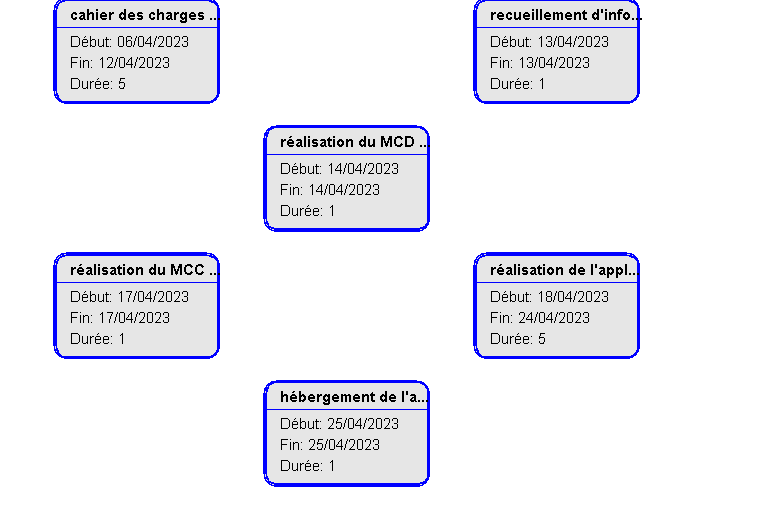 cahier des charges ...
Début: 06/04/2023
Fin: 12/04/2023
Durée: 5
recueillement d'info...
Début: 13/04/2023
Fin: 13/04/2023
Durée: 1
réalisation du MCD ...
Début: 14/04/2023
Fin: 14/04/2023
Durée: 1
réalisation du MCC ...
Début: 17/04/2023
Fin: 17/04/2023
Durée: 1
réalisation de l'appl...
Début: 18/04/2023
Fin: 24/04/2023
Durée: 5
hébergement de l'a...
Début: 25/04/2023
Fin: 25/04/2023
Durée: 1